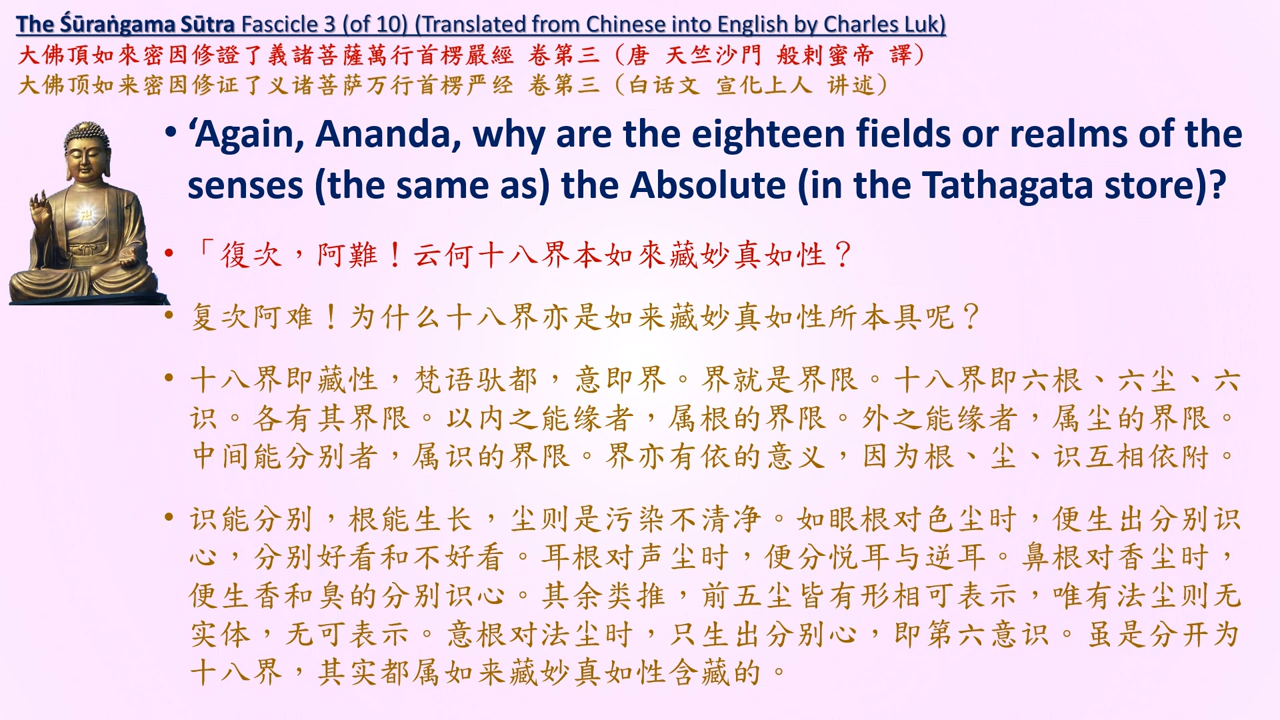 The Śūraṅgama Sūtra Fascicle 3 (of 10) (Translated from Chinese into English by Charles Luk)
大佛頂如來密因修證了義諸菩薩萬行首楞嚴經 卷第三（唐 天竺沙門 般剌蜜帝 譯）
大佛顶如来密因修证了义诸菩萨万行首楞严经 卷第三（白话文 宣化上人 讲述）
• ‘Again, Ananda, why are the eighteen fields or realms of the
senses (the same as) the Absolute (in the Tathagata store)?
• 「復次，阿難！云何十八界本如來藏妙真如性？
• 复次阿难！为什么十八界亦是如来藏妙真如性所本具呢？
• 十八界即藏性，梵语驮都，意即界。界就是界限。十八界即六根、六尘、六
识。各有其界限。以内之能缘者，属根的界限。外之能缘者，属尘的界限。
中间能分别者，属识的界限。界亦有依的意义，因为根、尘、识互相依附。
• 识能分别，根能生长，尘则是污染不清净。如眼根对色尘时，便生出分别识
心，分别好看和不好看。耳根对声尘时，便分悦耳与逆耳。鼻根对香尘时，
便生香和臭的分别识心。其余类推，前五尘皆有形相可表示，唯有法尘则无
实体，无可表示。意根对法尘时，只生出分别心，即第六意识。虽是分开为
十八界，其实都属如来藏妙真如性含藏的。